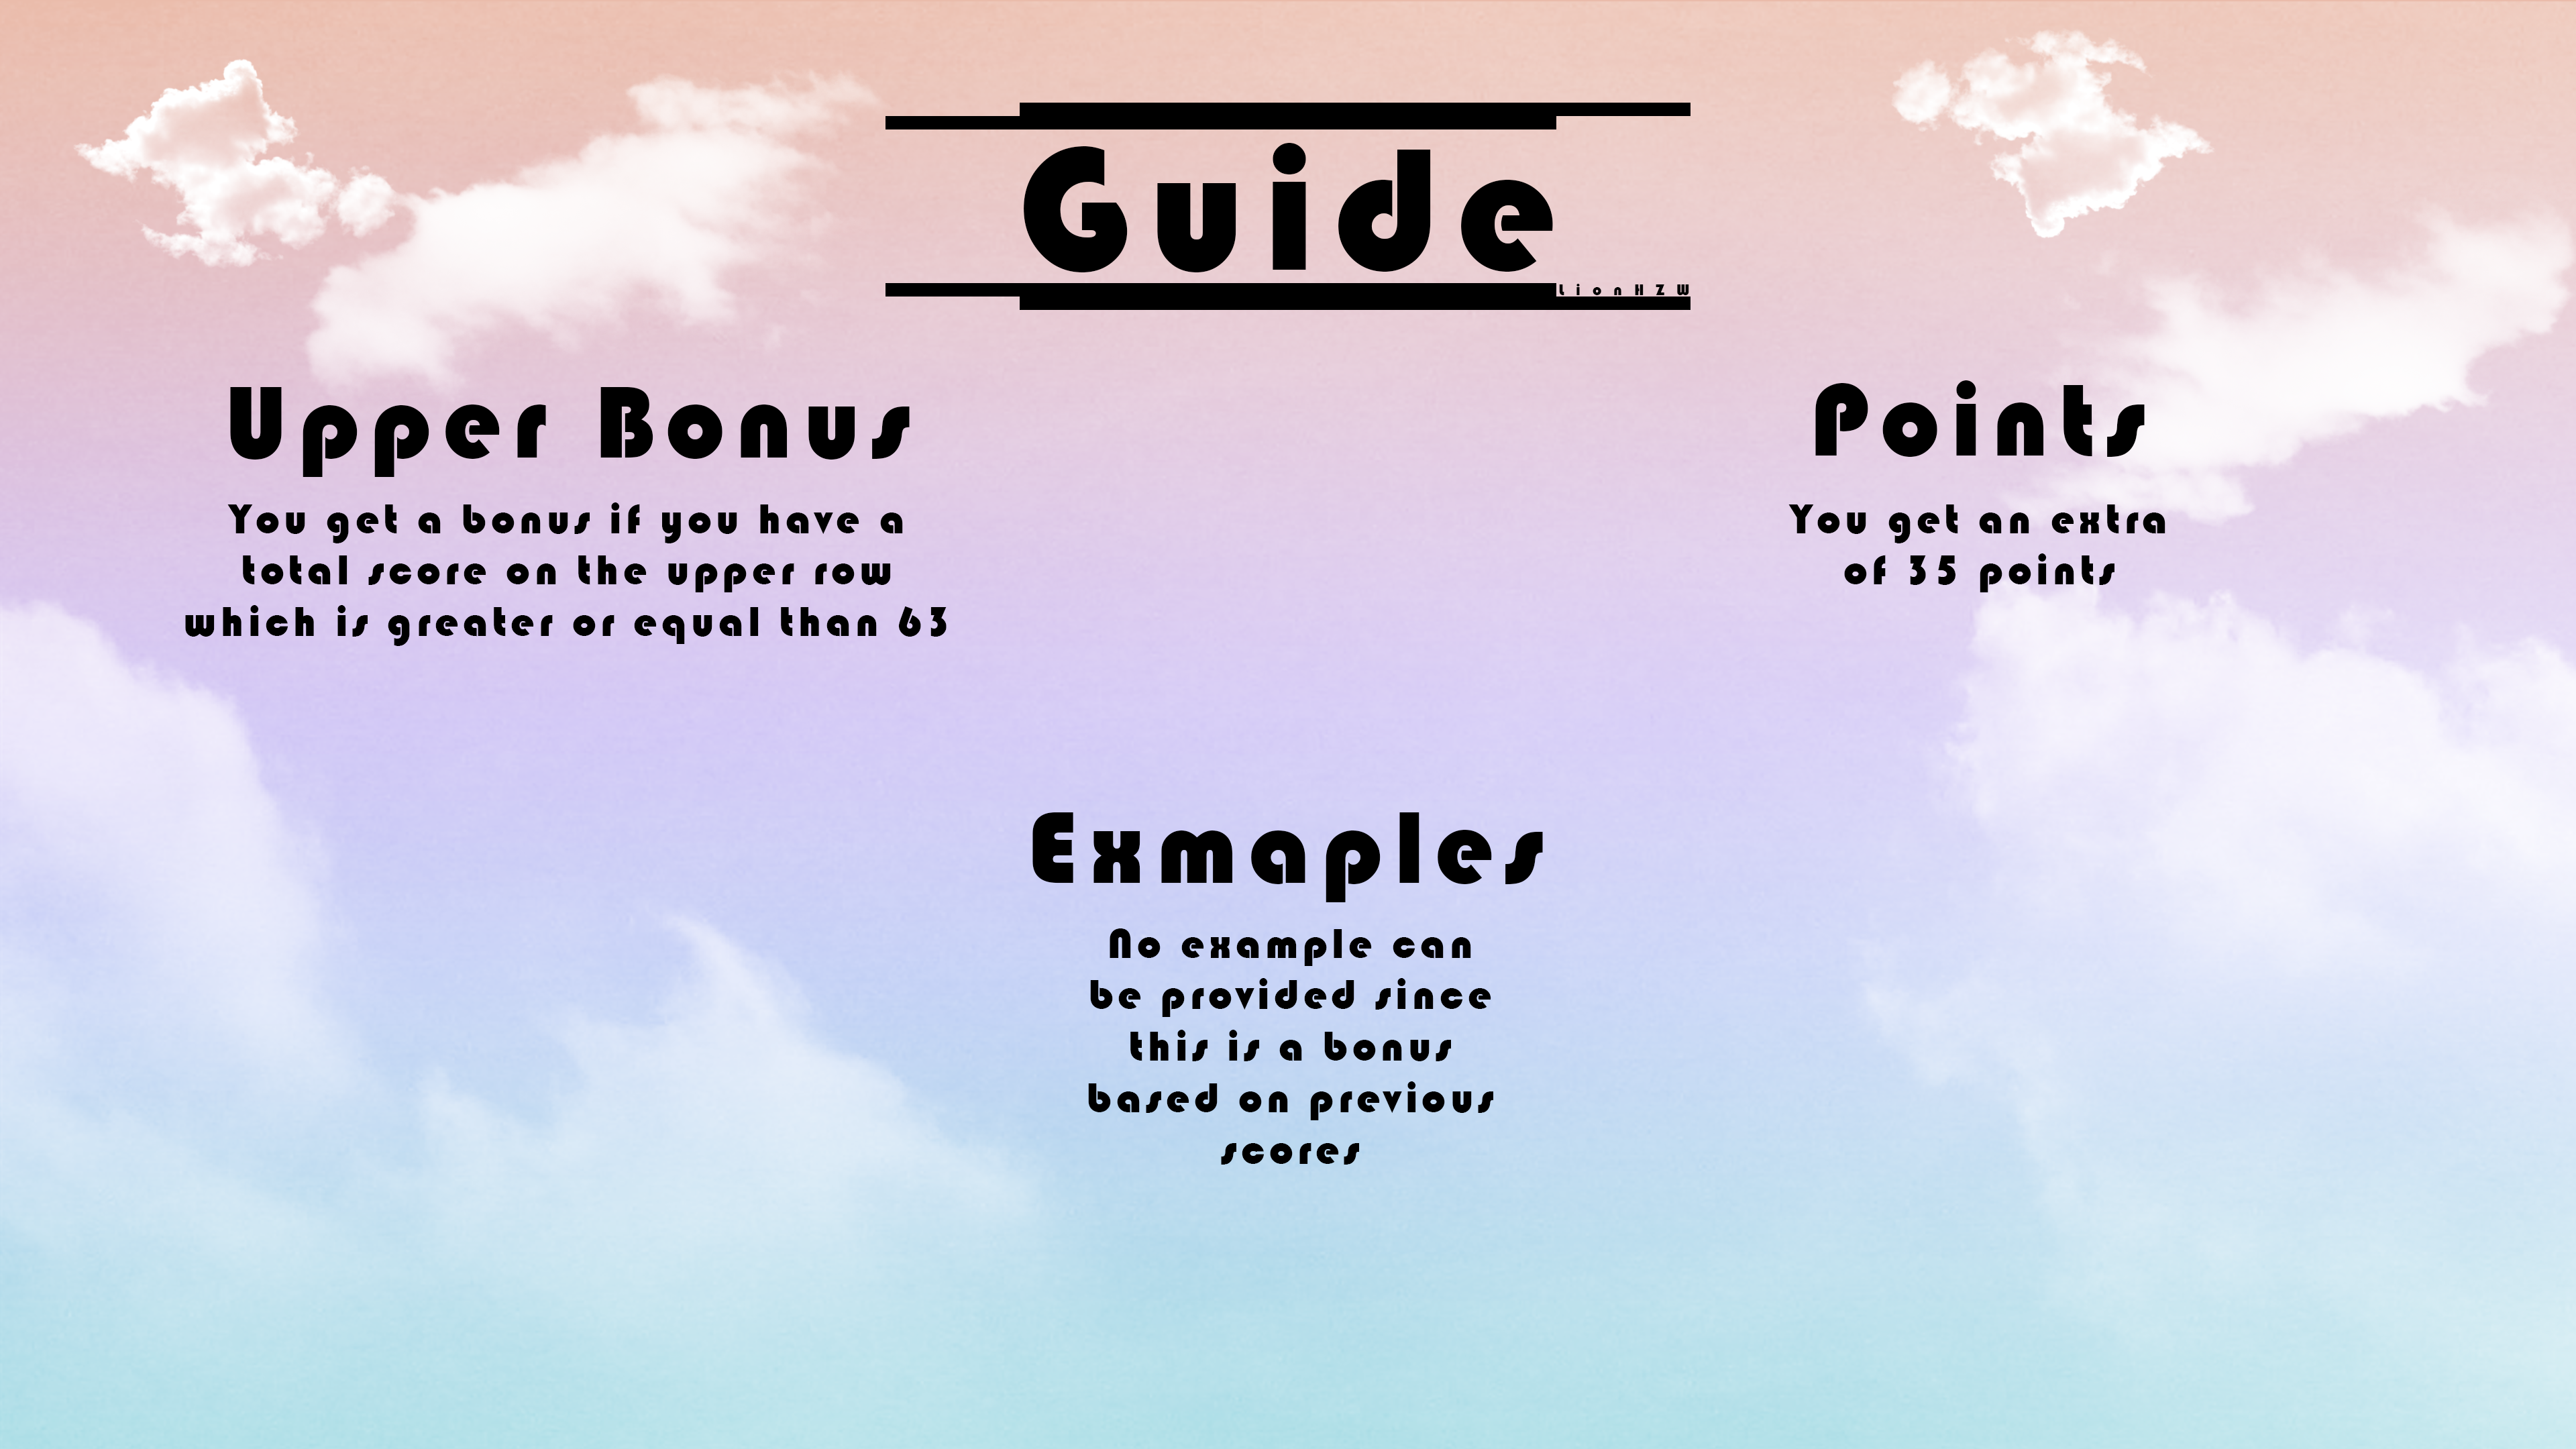 Guide
LionHZW
Upper Bonus
You get a bonus if you have a
total score on the upper row
which is greater or equal than 63
Points
You get an extra
of 35 points
Exmaples
No example can
be provided since
this is a bonus
based on previous
scores